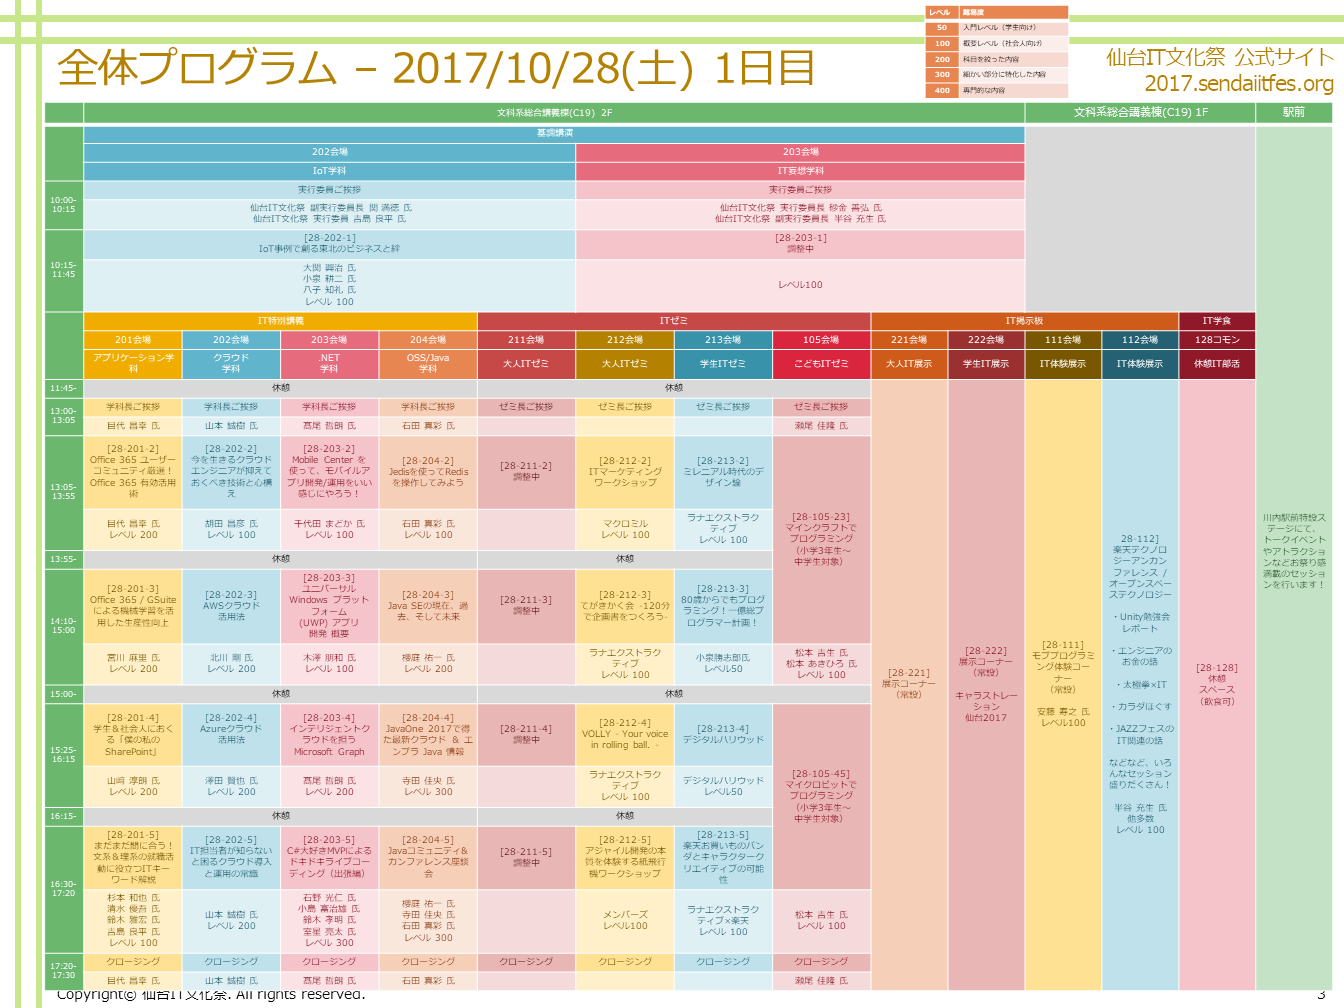 全体プログラム – 2017/10/28(土) 1日目
レベル 難易度
50 入門レベル（学生向け）
100 概要レベル（社会人向け）
200 科目を絞った内容
300 細かい部分に特化した内容
400 専門的な内容
仙台IT文化祭 公式サイト
2017.sendaiitfes.org
文科系総合講義棟(C19) 2F
文科系総合講義棟(C19) 1F
駅前
基調講演
202会場
203会場
IoT学科
IT妄想学科
10:00-
10:15
実行委員ご挨拶
仙台IT文化祭 副実行委員長 関 満徳 氏
仙台IT文化祭 実行委員 吉島 良平 氏
実行委員ご挨拶
仙台IT文化祭 実行委員長 砂金 善弘 氏
仙台IT文化祭 副実行委員長 半谷 充生 氏
10:15-
11:45
[28-202-1]
IoT事例で創る東北のビジネスと絆
大関 興治 氏
小泉 耕二 氏
八子 知礼 氏
レベル 100
[28-203-1]
調整中
レベル100
IT特別講義
ITゼミ
IT掲示板
IT学食
201会場
202会場
203会場
204会場
211会場
212会場
213会場
105会場
221会場
222会場
111会場
112会場
128コモン
アプリケーション学
科
クラウド
学科
.NET
学科
OSS/Java
学科
大人ITゼミ
大人ITゼミ
学生ITゼミ
こどもITゼミ
大人IT展示
学生IT展示
IT体験展示
IT体験展示
休憩IT部活
11:45-
休憩
休憩
13:00-
13:05
学科長ご挨拶
学科長ご挨拶
学科長ご挨拶
学科長ご挨拶
ゼミ長ご挨拶
ゼミ長ご挨拶
ゼミ長ご挨拶
ゼミ長ご挨拶
目代 昌幸 氏
山本 誠樹 氏
髙尾 哲朗 氏
石田 真彩 氏
瀬尾 佳隆 氏
13:05-
13:55
[28-201-2]
Office 365 ユーザー
コミュニティ厳選！
Office 365 有効活用
術
[28-202-2]
今を生きるクラウド
エンジニアが抑えて
おくべき技術と心構
え
[28-203-2]
Mobile Center を
使って、モバイルア
プリ開発/運用をいい
感じにやろう！
[28-204-2]
Jedisを使ってRedis
を操作してみよう
[28-211-2]
調整中
[28-212-2]
ITマーケティング
ワークショップ
[28-213-2]
ミレニアル時代のデ
ザイン論
[28-105-23]
マインクラフトで
プログラミング
（小学3年生～
中学生対象）
目代 昌幸 氏
レベル 200
胡田 昌彦 氏
レベル 100
千代田 まどか 氏
レベル 100
石田 真彩 氏
レベル 100
マクロミル
レベル 100
ラナエクストラク
ティブ
レベル 100
13:55-
休憩
休憩
14:10-
15:00
[28-201-3]
Office 365 / GSuite
による機械学習を活
用した生産性向上
[28-202-3]
AWSクラウド
活用法
[28-203-3]
ユニバーサル
Windows プラット
フォーム
(UWP) アプリ
開発 概要
[28-204-3]
Java SEの現在、過
去、そして未来
[28-211-3]
調整中
[28-212-3]
てがきかく会 -120分
で企画書をつくろう-
[28-213-3]
80歳からでもプログ
ラミング！一億総プ
ログラマー計画！
宮川 麻里 氏
レベル 200
北川 剛 氏
レベル 200
木澤 朋和 氏
レベル 100
櫻庭 祐一 氏
レベル 200
ラナエクストラク
ティブ
レベル 100
小泉勝志郎氏
レベル50
松本 吉生 氏
松本 あきひろ 氏
レベル 100
15:00-
休憩
休憩
15:25-
16:15
[28-201-4]
学生＆社会人におく
る「僕の私の
SharePoint」
[28-202-4]
Azureクラウド
活用法
[28-203-4]
インテリジェントク
ラウドを担う
Microsoft Graph
[28-204-4]
JavaOne 2017で得
た最新クラウド ＆ エ
ンプラ Java 情報
[28-211-4]
調整中
[28-212-4]
VOLLY - Your voice
in rolling ball. -
[28-213-4]
デジタルハリウッド
[28-105-45]
マイクロビットで
プログラミング
（小学3年生～
中学生対象）
山﨑 淳朗 氏
レベル 200
澤田 賢也 氏
レベル 200
髙尾 哲朗 氏
レベル 200
寺田 佳央 氏
レベル 300
ラナエクストラク
ティブ
レベル 100
デジタルハリウッド
レベル50
16:15-
休憩
休憩
16:30-
17:20
[28-201-5]
まだまだ間に合う！
文系＆理系の就職活
動に役立つITキー
ワード解説
[28-202-5]
IT担当者が知らない
と困るクラウド導入
と運用の常識
[28-203-5]
C#大好きMVPによる
ドキドキライブコー
ディング（出張編）
[28-204-5]
Javaコミュニティ&
カンファレンス座談
会
[28-211-5]
調整中
[28-212-5]
アジャイル開発の本
質を体験する紙飛行
機ワークショップ
[28-213-5]
楽天お買いものパン
ダとキャラクターク
リエイティブの可能
性
杉本 和也 氏
清水 優吾 氏
鈴木 雅宏 氏
吉島 良平 氏
レベル 100
山本 誠樹 氏
レベル 200
石野 光仁 氏
小島 富治雄 氏
鈴木 孝明 氏
室星 亮太 氏
レベル 300
櫻庭 祐一 氏
寺田 佳央 氏
石田 真彩 氏
レベル 300
メンバーズ
レベル100
ラナエクストラク
ティブ×楽天
レベル 100
松本 吉生 氏
レベル 100
17:20-
17:30
クロージング
クロージング
クロージング
クロージング
クロージング
クロージング
クロージング
クロージング
目代 昌幸 氏
山本 誠樹 氏
髙尾 哲朗 氏
石田 真彩 氏
瀬尾 佳隆 氏
[28-221]
展示コーナー
（常設）
[28-222]
展示コーナー
（常設）
キャラストレー
ション
仙台2017
[28-111]
モブプログラミ
ング体験コー
ナー
（常設）
安藤 寿之 氏
レベル100
28-112]
楽天テクノロ
ジーアンカン
ファレンス /
オープンスペー
ステクノロジー
・Unity勉強会
レポート
・エンジニアの
お金の話
・太極拳×IT
・カラダほぐす
・JAZZフェスの
IT関連の話
などなど、いろ
んなセッション
盛りだくさん！
半谷 充生 氏
他多数
レベル 100
[28-128]
休憩
スペース
（飲食可）
川内駅前特設ス
テージにて、
トークイベント
やアトラクショ
ンなどお祭り感
満載のセッショ
ンを行います！
Copyright© 仙台IT文化祭. All rights reserved.
3